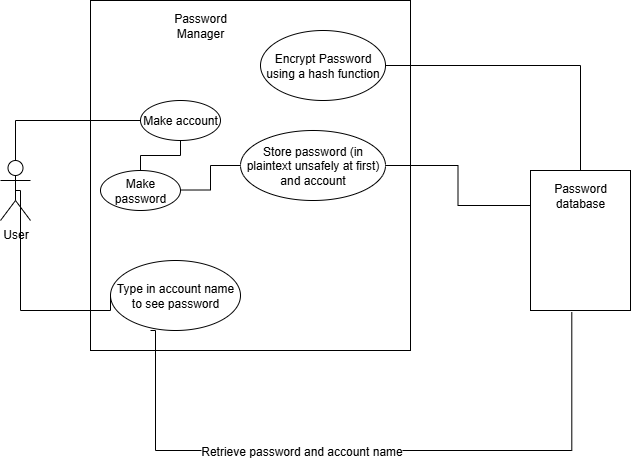 Password
Manager
Encrypt Password
using a hash function
Make account
Store password (in
plaintext unsafely at first)
and account
Make
password
Password
database
User
Type in account name
to see password
Retrieve password and account name